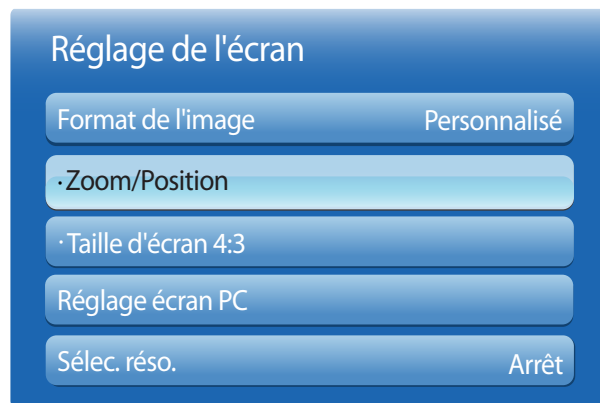 Réglage de l'écran
Format de l'image Personnalisé
· Zoom/Position
· Taille d'écran 4:3
Réglage écran PC
Sélec. réso. Arrêt